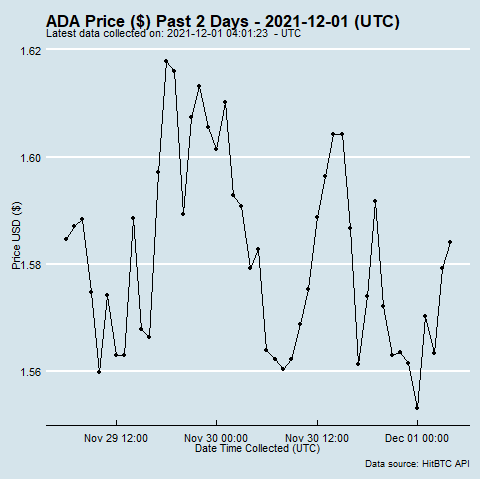 ADA Price ($) Past 2 Days - 2021-12-01 (UTC)
Latest data collected on: 2021-12-01 04:01:23 - UTC
1.62
1.60
1.58
1.56
Price USD ($)
Nov 29 12:00 Nov 30 00:00 Nov 30 12:00 Dec 01 00:00
Date Time Collected (UTC)
Data source: HitBTC API